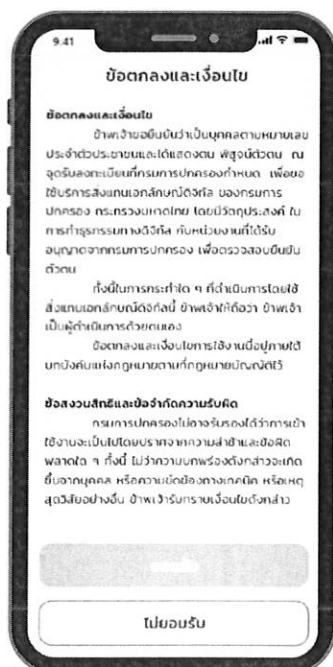 9:41
ข้อตกลงและเงื่อนไข
ข้อตกลงและเงื่อนไข
ข้าพเจ้าขอยืนยันว่าเป็นบุคคลตามหมายเลข
ประจำตัวประชาชนและได้แสดงตน พิสูจน์ตัวตน ณ
จุดรับลงทะเบียนที่กรมการปกครองกำหนด เพื่อขอ
ใช้บริการสิ่งแทนเอกลักษณ์ดิจิทัล ของกรมการ
ปกครอง กระทรวงมหาดไทย โดยมีวัตถุประสงค์ ใน
การทำธุรกรรมทางดิจิทัล กับหน่วยงานที่ได้รับ
อนุญาตจากกรมการปกครอง เพื่อตรวจสอบยืนยัน
ตัวตน
ทั้งนี้ในการกระทำใด ๆ ที่ดำเนินการโดยใช้
สิ่งแทนเอกลักษณ์ดิจิทัลนี้ ข้าพเจ้าให้ถือว่า ข้าพเจ้า
เป็นผู้ดำเนินการด้วยตนเอง
ข้อตกลงและเงื่อนไขการใช้งานนี้อยู่ภายใต้
บทบังคับแห่งกฎหมายตามที่กฎหมายบัญญัติไว้
ข้อสงวนสิทธิและข้อจำกัดความรับผิด
กรมการปกครองไม่อาจรับรองได้ว่าการเข้า
ใช้งานจะเป็นไปโดยปราศจากความล่าช้าและข้อผิด
พลาดใด ๆ ทั้งนี้ ไม่ว่าความบกพร่องดังกล่าวจะเกิด
ขึ้นจากบุคคล หรือความขัดข้องทางเทคนิค หรือเหตุ
สุดวิสัยอย่างอื่น ข้าพเจ้ารับทราบเงื่อนไขดังกล่าว
ไม่ยอมรับ